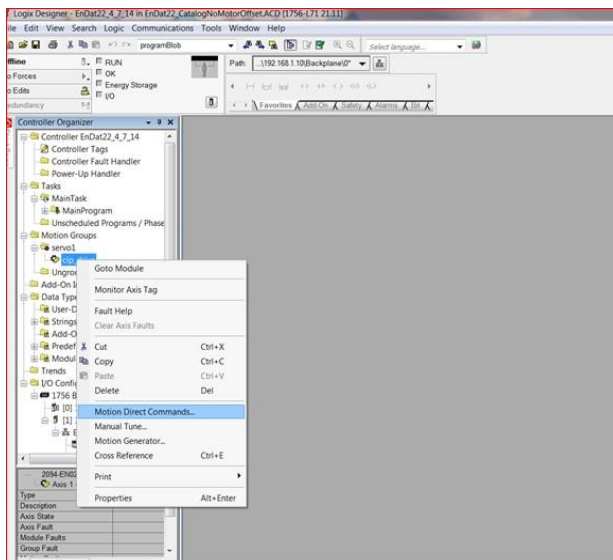 Logix Designer - EnDat22_4_7_14 in EnDat22_CatalogNoMotorOffset.ACD [1756-L71 21.11]
File Edit View Search Logic Communications Tools Window Help
programBlob
Select language...
ffline
RUN
Path: ...\192.168.1.10\Backplane\0*
o Forces
OK
Energy Storage
o Edits
I/O
edundancy
Favorites Add-On Safety Alarms Bit
Controller Organizer
Controller EnDat22_4_7_14
Controller Tags
Controller Fault Handler
Power-Up Handler
Tasks
MainTask
MainProgram
Unscheduled Programs / Phase
Motion Groups
servo1
Ungrou
Add-On I
Data Type
User-D
Strings
Add-O
Predef
Modul
Trends
I/O Config
1756 B
[0]
[1]
E
Goto Module
Monitor Axis Tag
Fault Help
Clear Axis Faults
Cut Ctrl+X
Copy Ctrl+C
Paste Ctrl+V
Delete Del
Motion Direct Commands...
Manual Tune...
Motion Generator...
Cross Reference Ctrl+E
Print
Properties Alt+Enter
2094-EN02
Axis 1
Type
Description
Axis State
Axis Fault
Module Faults
Group Fault